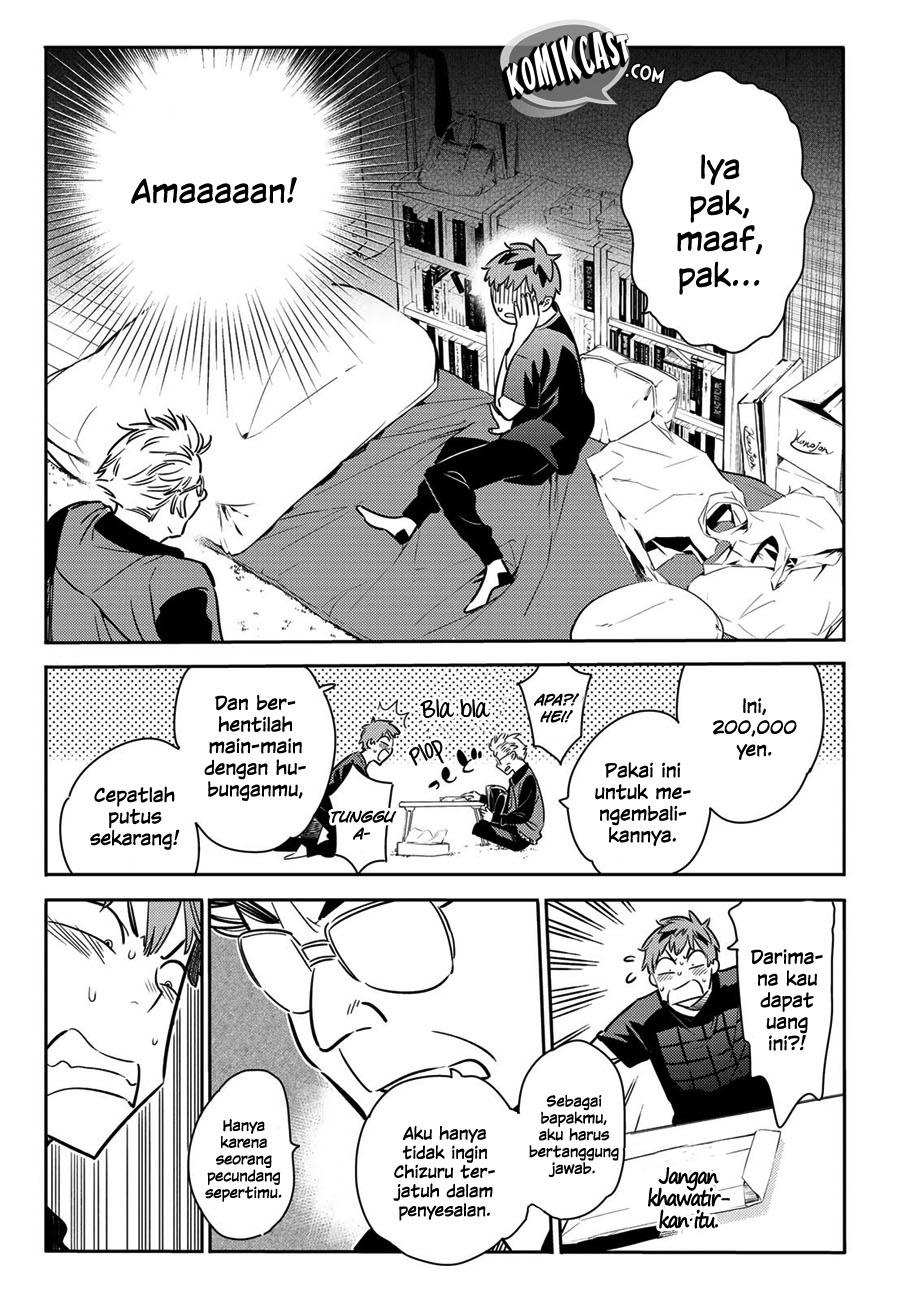 KOMIKCAST
.COM
Iya
pak,
maaf,
pak...
Amaaaaan!
Konojon
Ini,
200,000
yen.
Pakai ini
untuk me-
ngembali-
kannya.
APA?!
HEI!
Bla bla
Plop
Dan ber-
hentilah
main-main
dengan hu-
bunganmu,
TUNGGU
A-
Cepatlah
putus
sekarang!
Darima-
na kau
dapat
uang
ini?!
Jangan
khawatir-
kan itu.
Sebagai
bapakmu,
aku harus
bertanggung
jawab.
Aku hanya
tidak ingin
Chizuru ter-
jatuh dalam
penyesalan.
Hanya
karena
seorang
pecundang
sepertimu.